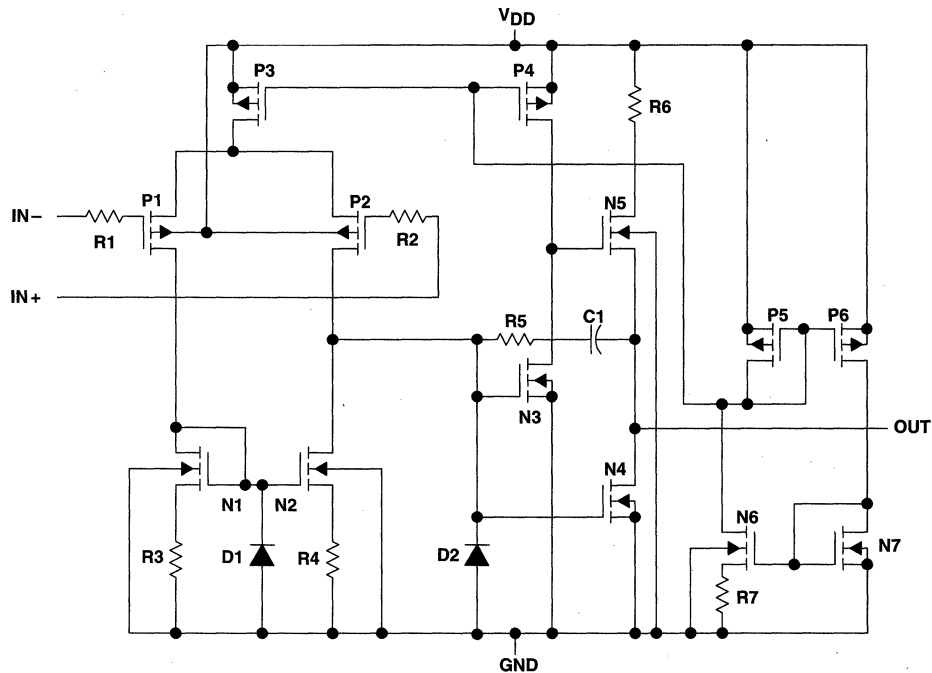 VDD
P3
P4
R6
P1
P2
N5
IN–
R1
R2
IN+
R5
C1
P5
P6
N3
OUT
N4
N1
N2
N6
N7
R3
D1
R4
D2
R7
GND